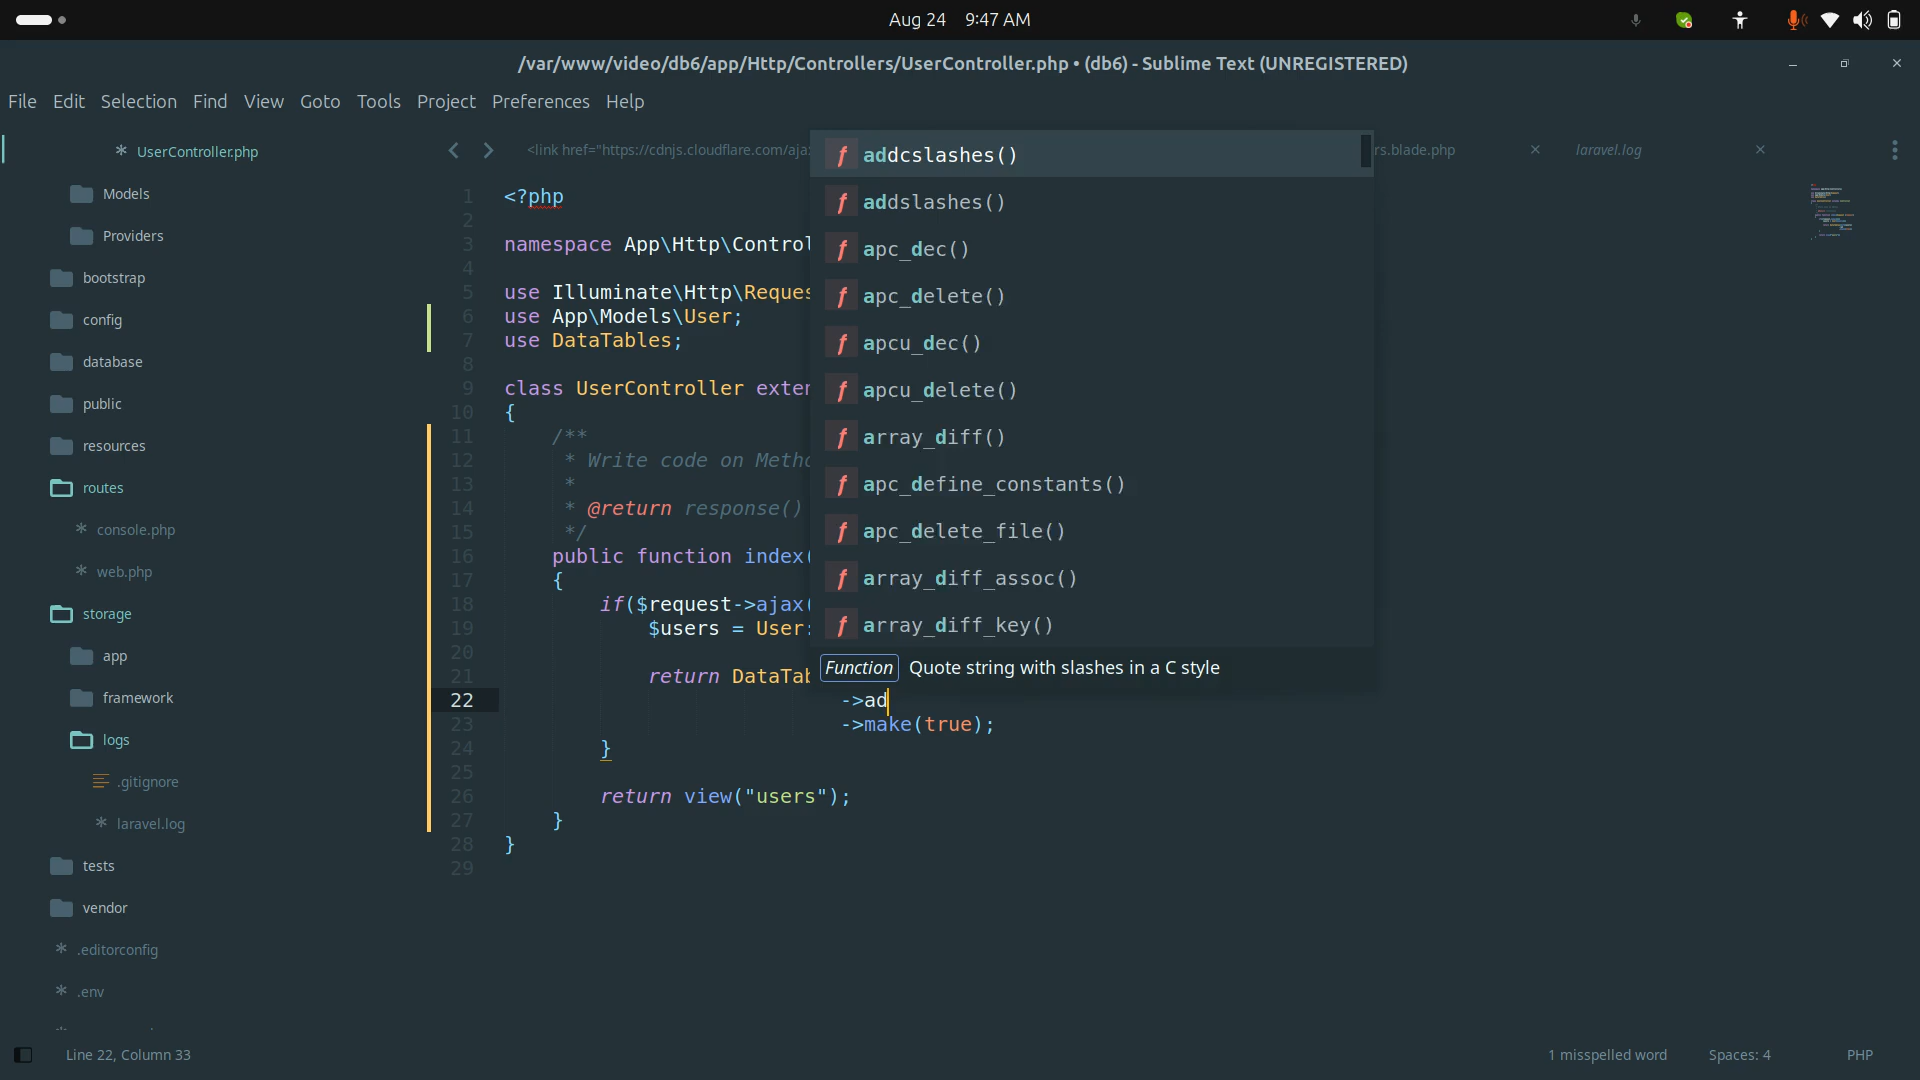 Aug 24 9:47 AM
/var/www/video/db6/app/Http/Controllers/UserController.php • (db6) - Sublime Text (UNREGISTERED)
File Edit Selection Find View Goto Tools Project Preferences Help
UserController.php
Models
Providers
bootstrap
config
database
public
resources
routes
console.php
web.php
storage
app
framework
logs
.gitignore
laravel.log
tests
vendor
.editorconfig
.env
<link href="https://cdnjs.cloudflare.com/aja
rs.blade.php
laravel.log
1 <?php
2
3 namespace App\Http\Control
4
5 use Illuminate\Http\Reques
6 use App\Models\User;
7 use DataTables;
8
9 class UserController exten
10 {
11 /**
12 * Write code on Metho
13 *
14 * @return response()
15 */
16 public function index(
17 {
18 if($request->ajax(
19 $users = User:
20
21 return DataTab
22 ->ad
23 ->make(true);
24 }
25
26 return view("users");
27 }
28 }
29
f addcslashes()
f addslashes()
f apc_dec()
f apc_delete()
f apcu_dec()
f apcu_delete()
f array_diff()
f apc_define_constants()
f apc_delete_file()
f array_diff_assoc()
f array_diff_key()
Function Quote string with slashes in a C style
Line 22, Column 33
1 misspelled word
Spaces: 4
PHP